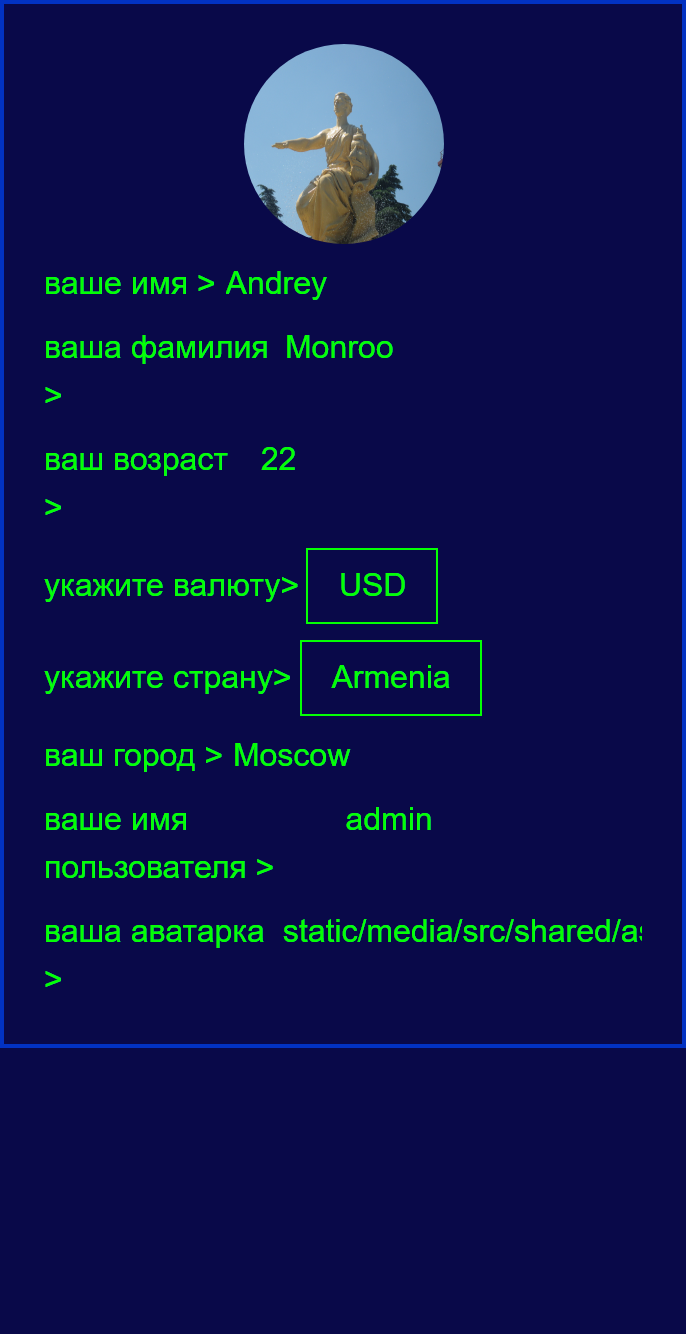 ваше имя > Andrey
ваша фамилия Monroo
>
ваш возраст 22
>
укажите валюту> USD
укажите страну> Armenia
ваш город > Moscow
ваше имя admin
пользователя >
ваша аватарка static/media/src/shared/as
>